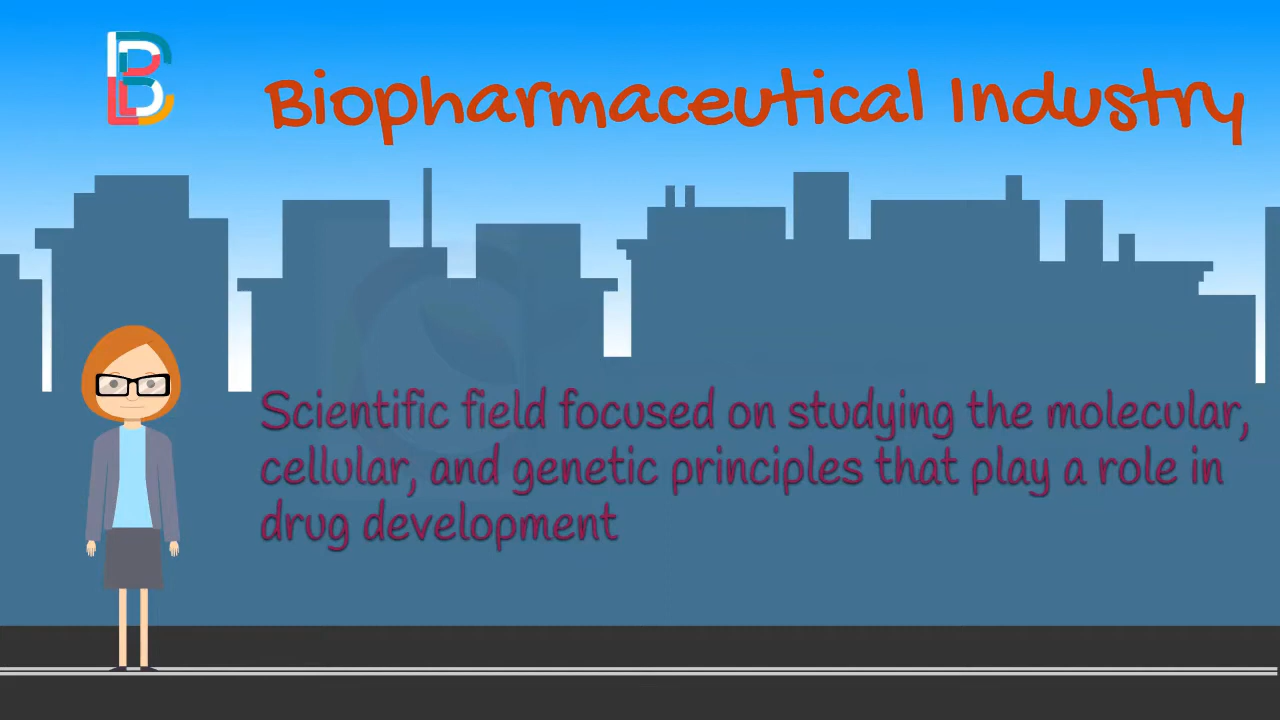 Biopharmaceutical Industry
Scientific field focused on studying the molecular,
cellular, and genetic principles that play a role in
drug development